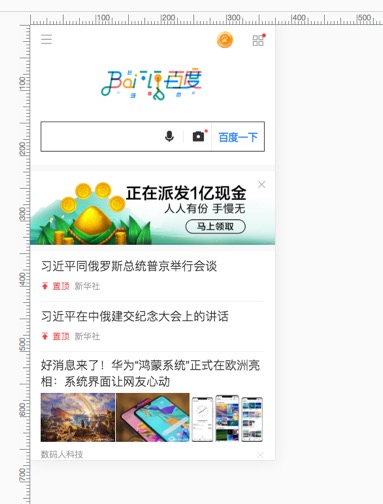 100
200
300
400
500
Bai 百度
百度一下
正在派发1亿现金
人人有份 手慢无
马上领取
习近平同俄罗斯总统普京举行会谈
置顶 新华社
习近平在中俄建交纪念大会上的讲话
置顶 新华社
好消息来了！华为“鸿蒙系统”正式在欧洲亮
相：系统界面让网友心动
数码人科技
100
200
300
400
500
600
700